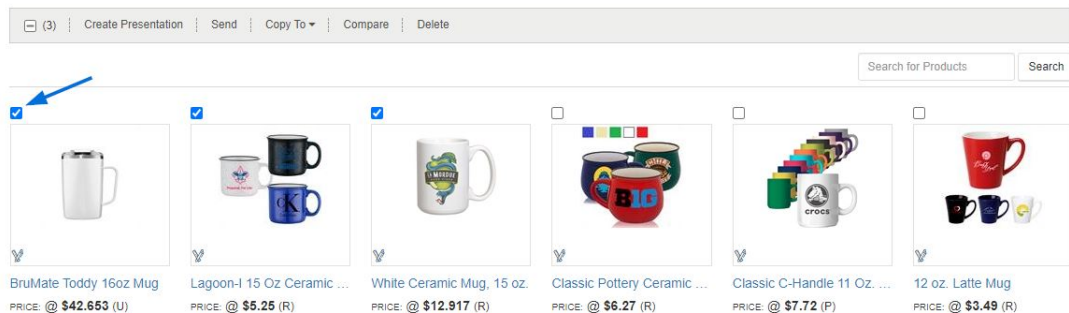 (3) Create Presentation Send Copy To Compare Delete
Search for Products Search
CK
B1G
crocs
BruMate Toddy 16oz Mug Lagoon-I 15 Oz Ceramic ... White Ceramic Mug, 15 oz. Classic Pottery Ceramic ... Classic C-Handle 11 Oz. ... 12 oz. Latte Mug
PRICE: @ $42.653 (U) PRICE: @ $5.25 (R) PRICE: @ $12.917 (R) PRICE: @ $6.27 (R) PRICE: @ $7.72 (P) PRICE: @ $3.49 (R)